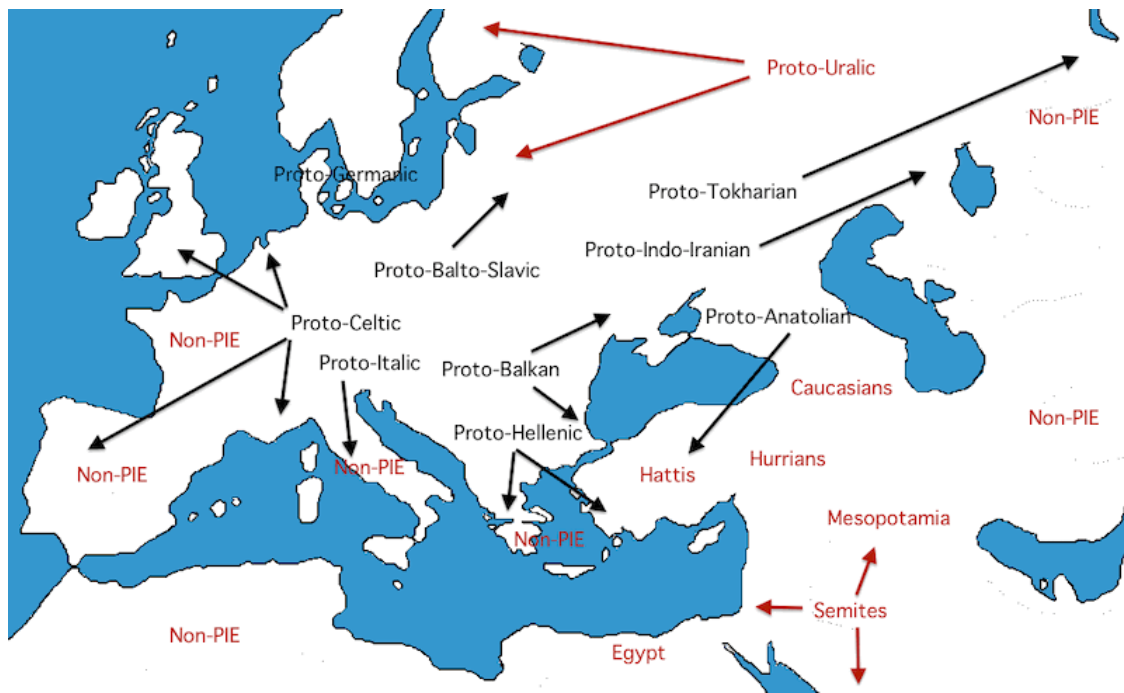 Proto-Uralic
Non-PIE
Proto-Germanic
Proto-Tokharian
Proto-Indo-Iranian
Proto-Balto-Slavic
Proto-Anatolian
Proto-Celtic
Non-PIE
Proto-Italic
Proto-Balkan
Caucasians
Non-PIE
Proto-Hellenic
Hurrians
Non-PIE
Non-PIE
Hattis
Mesopotamia
Non-PIE
Semites
Non-PIE
Egypt